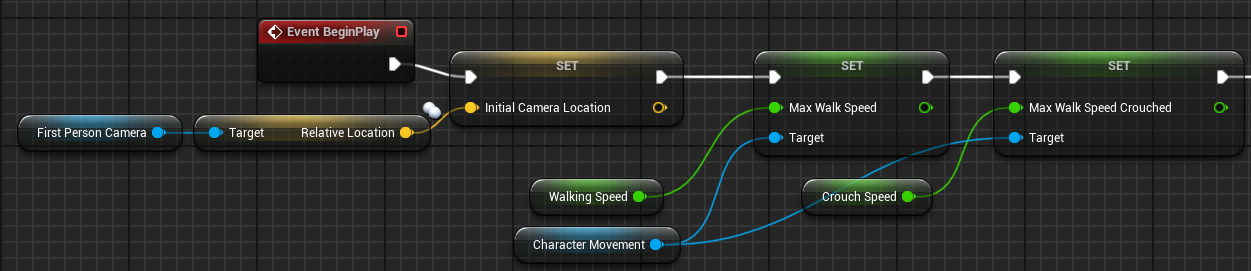 Event BeginPlay
SET
Initial Camera Location
SET
Max Walk Speed
Target
SET
Max Walk Speed Crouched
Target
First Person Camera
Target Relative Location
Walking Speed
Crouch Speed
Character Movement